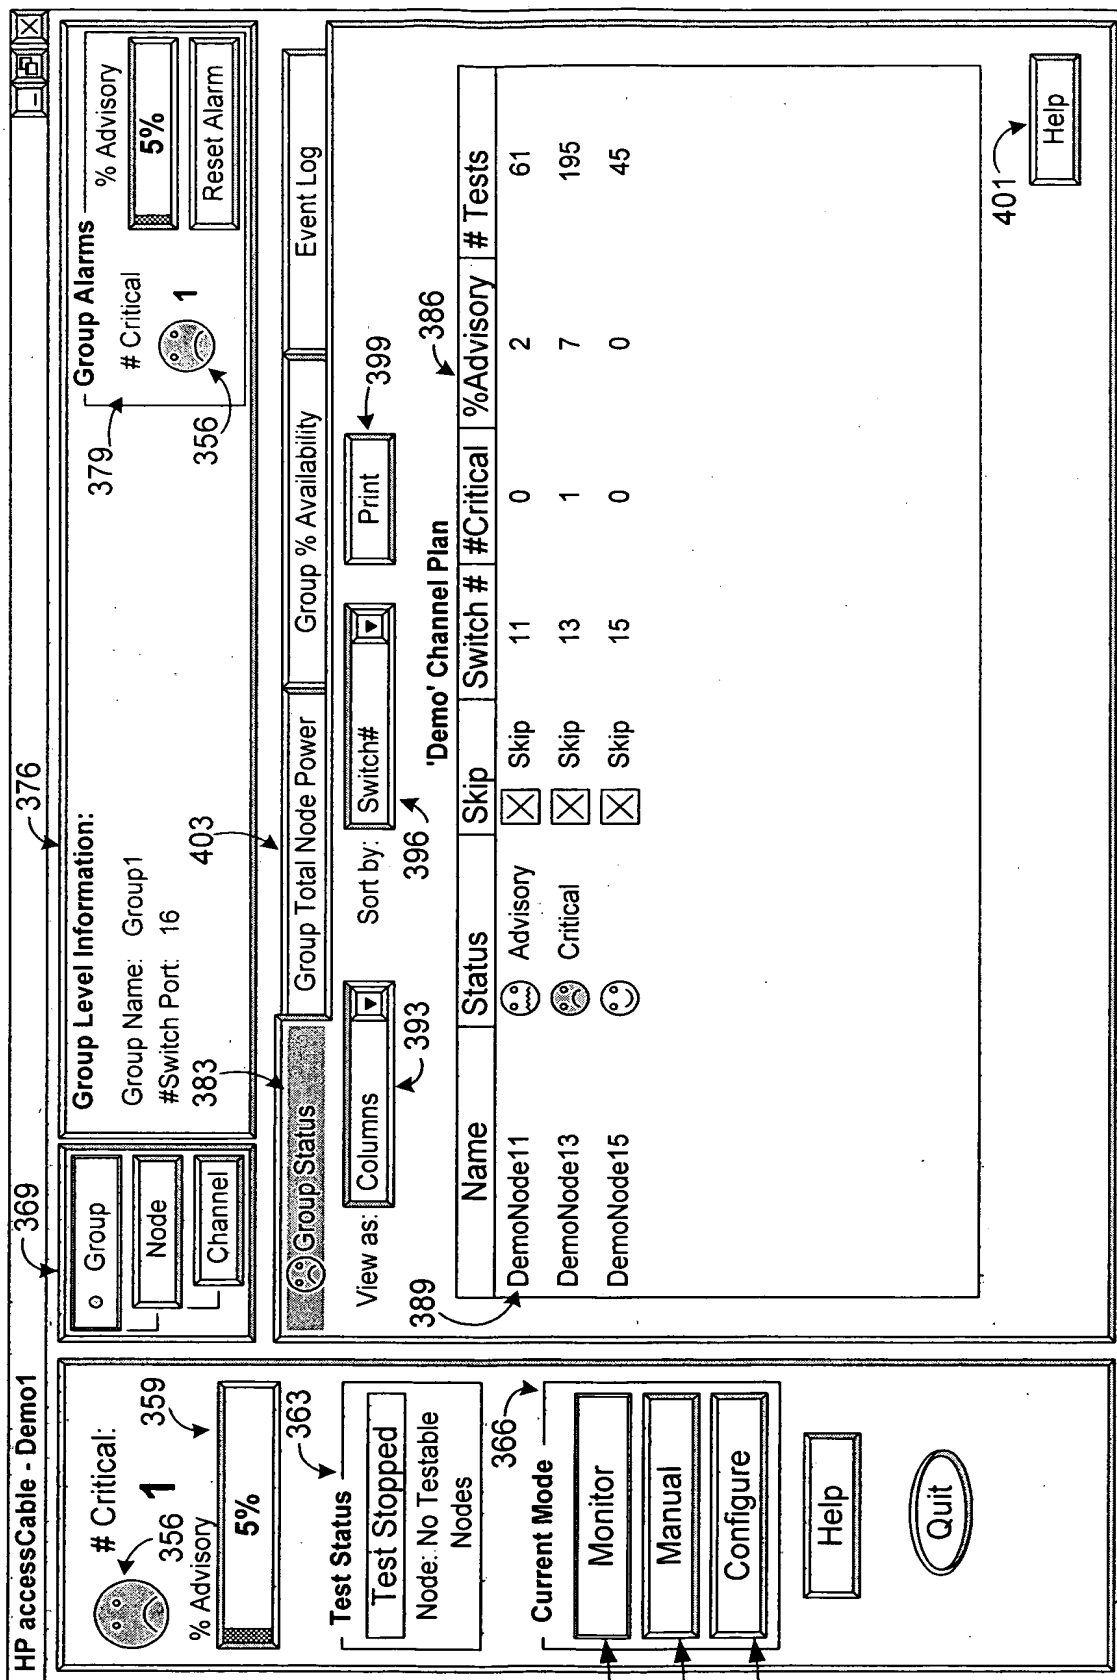 HP accessCable - Demo1
# Critical:
1
356
% Advisory
359
5%
Test Status
363
Test Stopped
Node: No Testable
Nodes
366
Current Mode
Monitor
Manual
Configure
Help
Quit
369
Group
Node
Channel
376
Group Level Information:
Group Name: Group1
#Switch Port: 16
379
Group Alarms
# Critical
% Advisory
1
5%
356
Reset Alarm
383
403
Group Status
Group Total Node Power
Group % Availability
Event Log
View as: Columns
393
Sort by: Switch#
396
Print
399
'Demo' Channel Plan
386
389
Name Status Skip Switch # #Critical %Advisory # Tests
DemoNode11 Advisory Skip 11 0 2 61
DemoNode13 Critical Skip 13 1 7 195
DemoNode15 Skip 15 0 0 45
401
Help